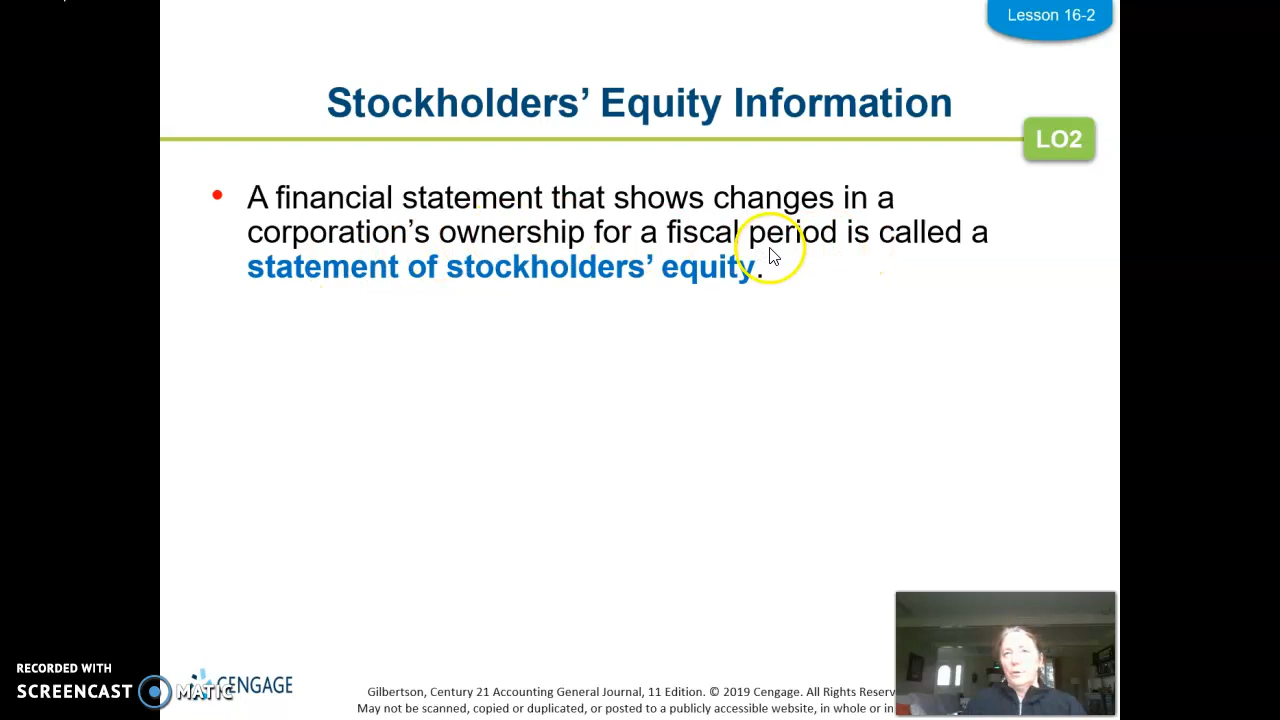 Lesson 16-2
Stockholders’ Equity Information
LO2
• A financial statement that shows changes in a
corporation’s ownership for a fiscal period is called a
statement of stockholders’ equity.
RECORDED WITH
SCREENCAST MATIC
CENGAGE
Gilbertson, Century 21 Accounting General Journal, 11 Edition. © 2019 Cengage. All Rights Reserv
May not be scanned, copied or duplicated, or posted to a publicly accessible website, in whole or in